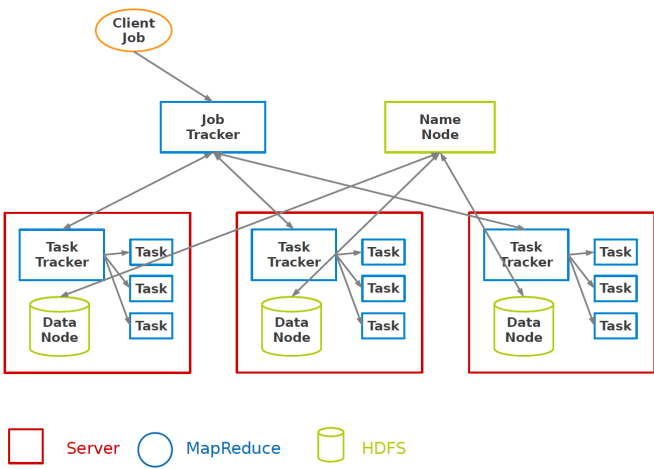 Client
Job
Job
Tracker
Name
Node
Task
Tracker
Task
Task
Task
Data
Node
Task
Tracker
Task
Task
Task
Data
Node
Task
Tracker
Task
Task
Task
Data
Node
Server
MapReduce
HDFS